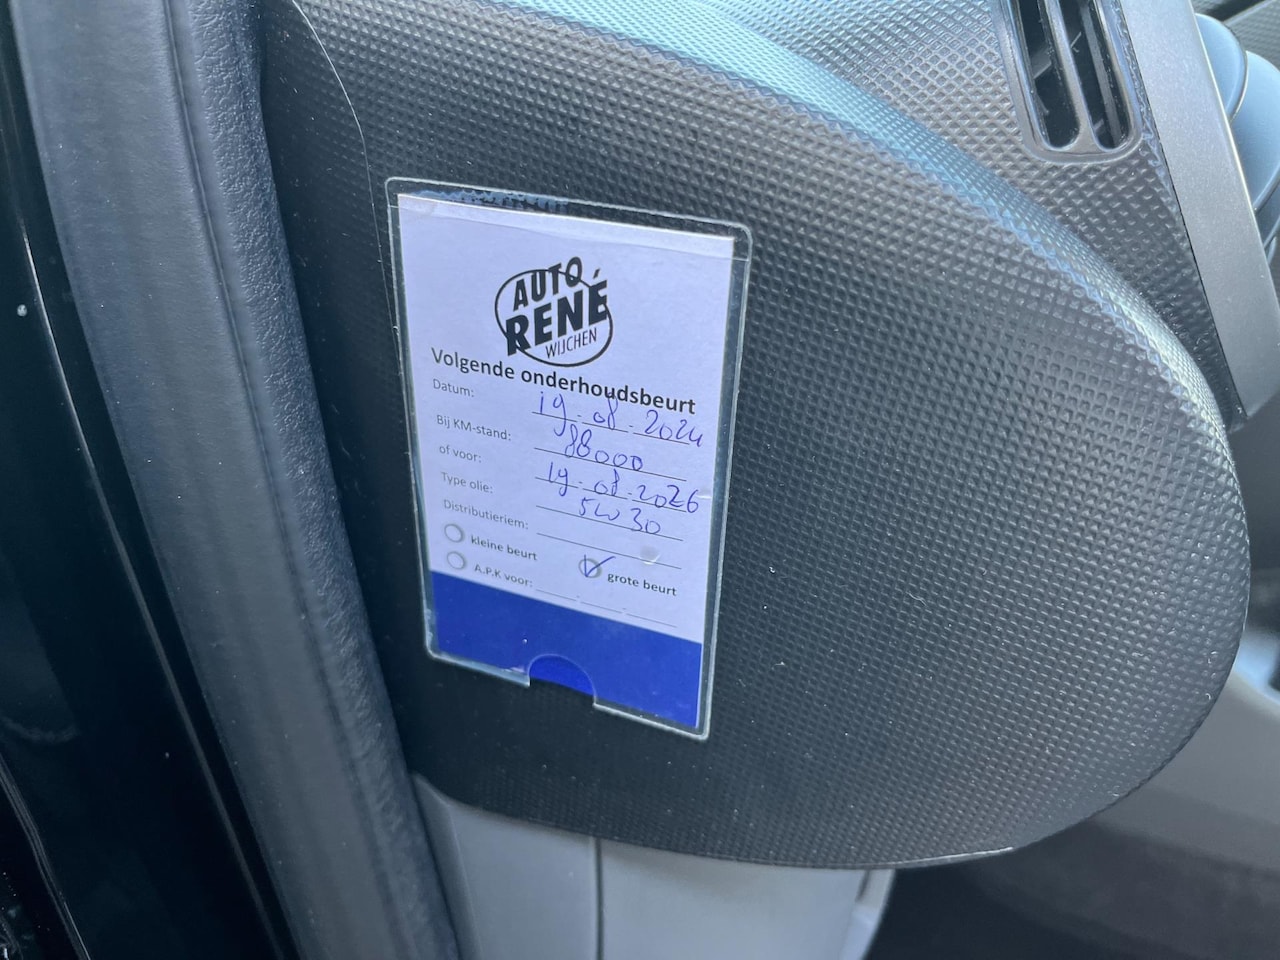 AUTO
RENÉ
WIJCHEN
Volgende onderhoudsbeurt
Datum: 19-08-2024
Bij KM-stand: 88000
of voor: 19-08-2026
Type olie: 5W30
Distributieriem:
kleine beurt grote beurt
A.P.K voor: